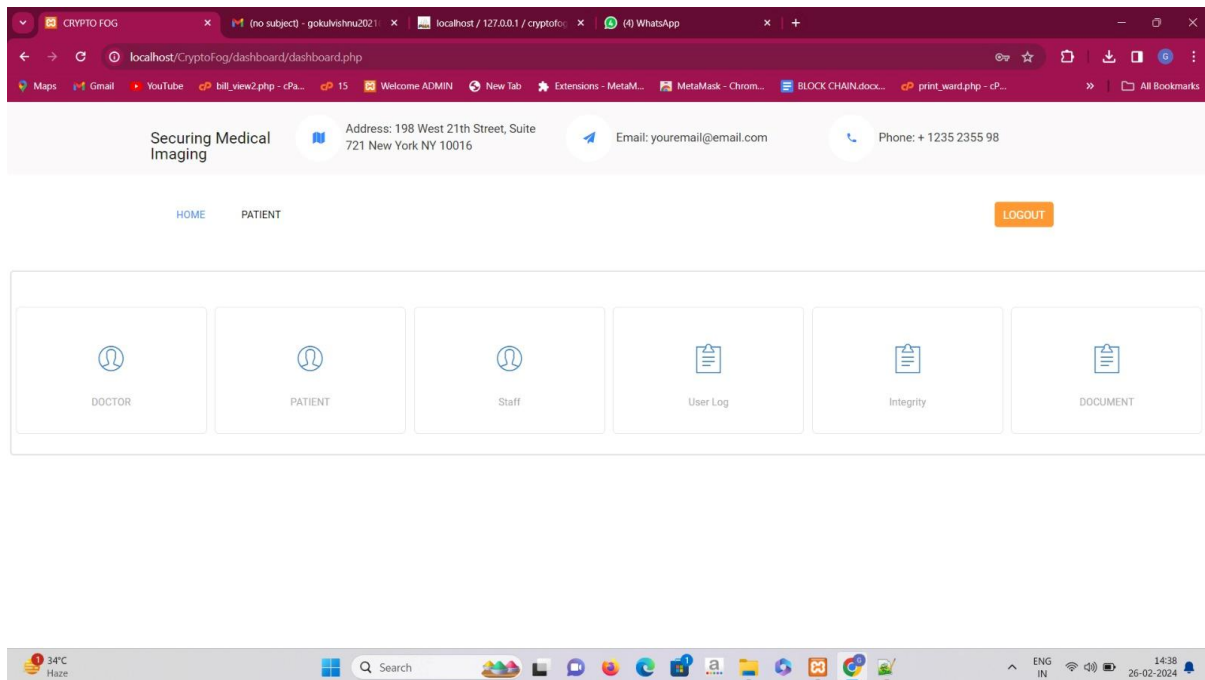 CRYPTO FOG
(no subject) - gokulvishnu2021
localhost / 127.0.0.1 / cryptofog
(4) WhatsApp
localhost/CryptoFog/dashboard/dashboard.php
G
Maps Gmail YouTube bill_view2.php - cPa... 15 Welcome ADMIN New Tab Extensions - MetaM... MetaMask - Chrom... BLOCK CHAIN.docx... print_ward.php - cP... » All Bookmarks
Securing Medical
Imaging
Address: 198 West 21th Street, Suite
721 New York NY 10016
Email: youremail@email.com
Phone: + 1235 2355 98
HOME PATIENT LOGOUT
DOCTOR PATIENT Staff User Log Integrity DOCUMENT
1
34°C
Haze
Search
ENG
IN
14:38
26-02-2024